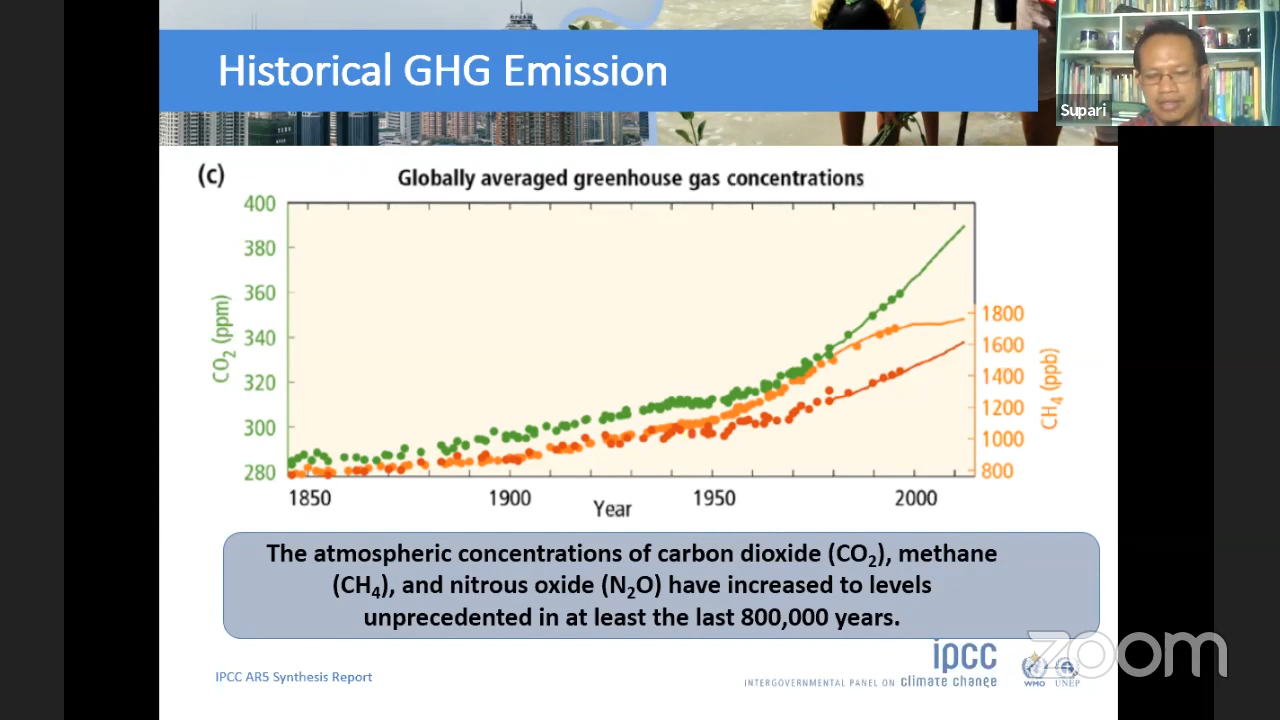 Historical GHG Emission
Supari
(c)
Globally averaged greenhouse gas concentrations
400
380
360
340
320
300
280
CO2 (ppm)
1800
1600
1400
1200
1000
800
CH4 (ppb)
1850 1900 1950 2000
Year
The atmospheric concentrations of carbon dioxide (CO2), methane
(CH4), and nitrous oxide (N2O) have increased to levels
unprecedented in at least the last 800,000 years.
IPCC AR5 Synthesis Report
ipcc
INTERGOVERNMENTAL PANEL ON climate change
WMO UNEP
zoom